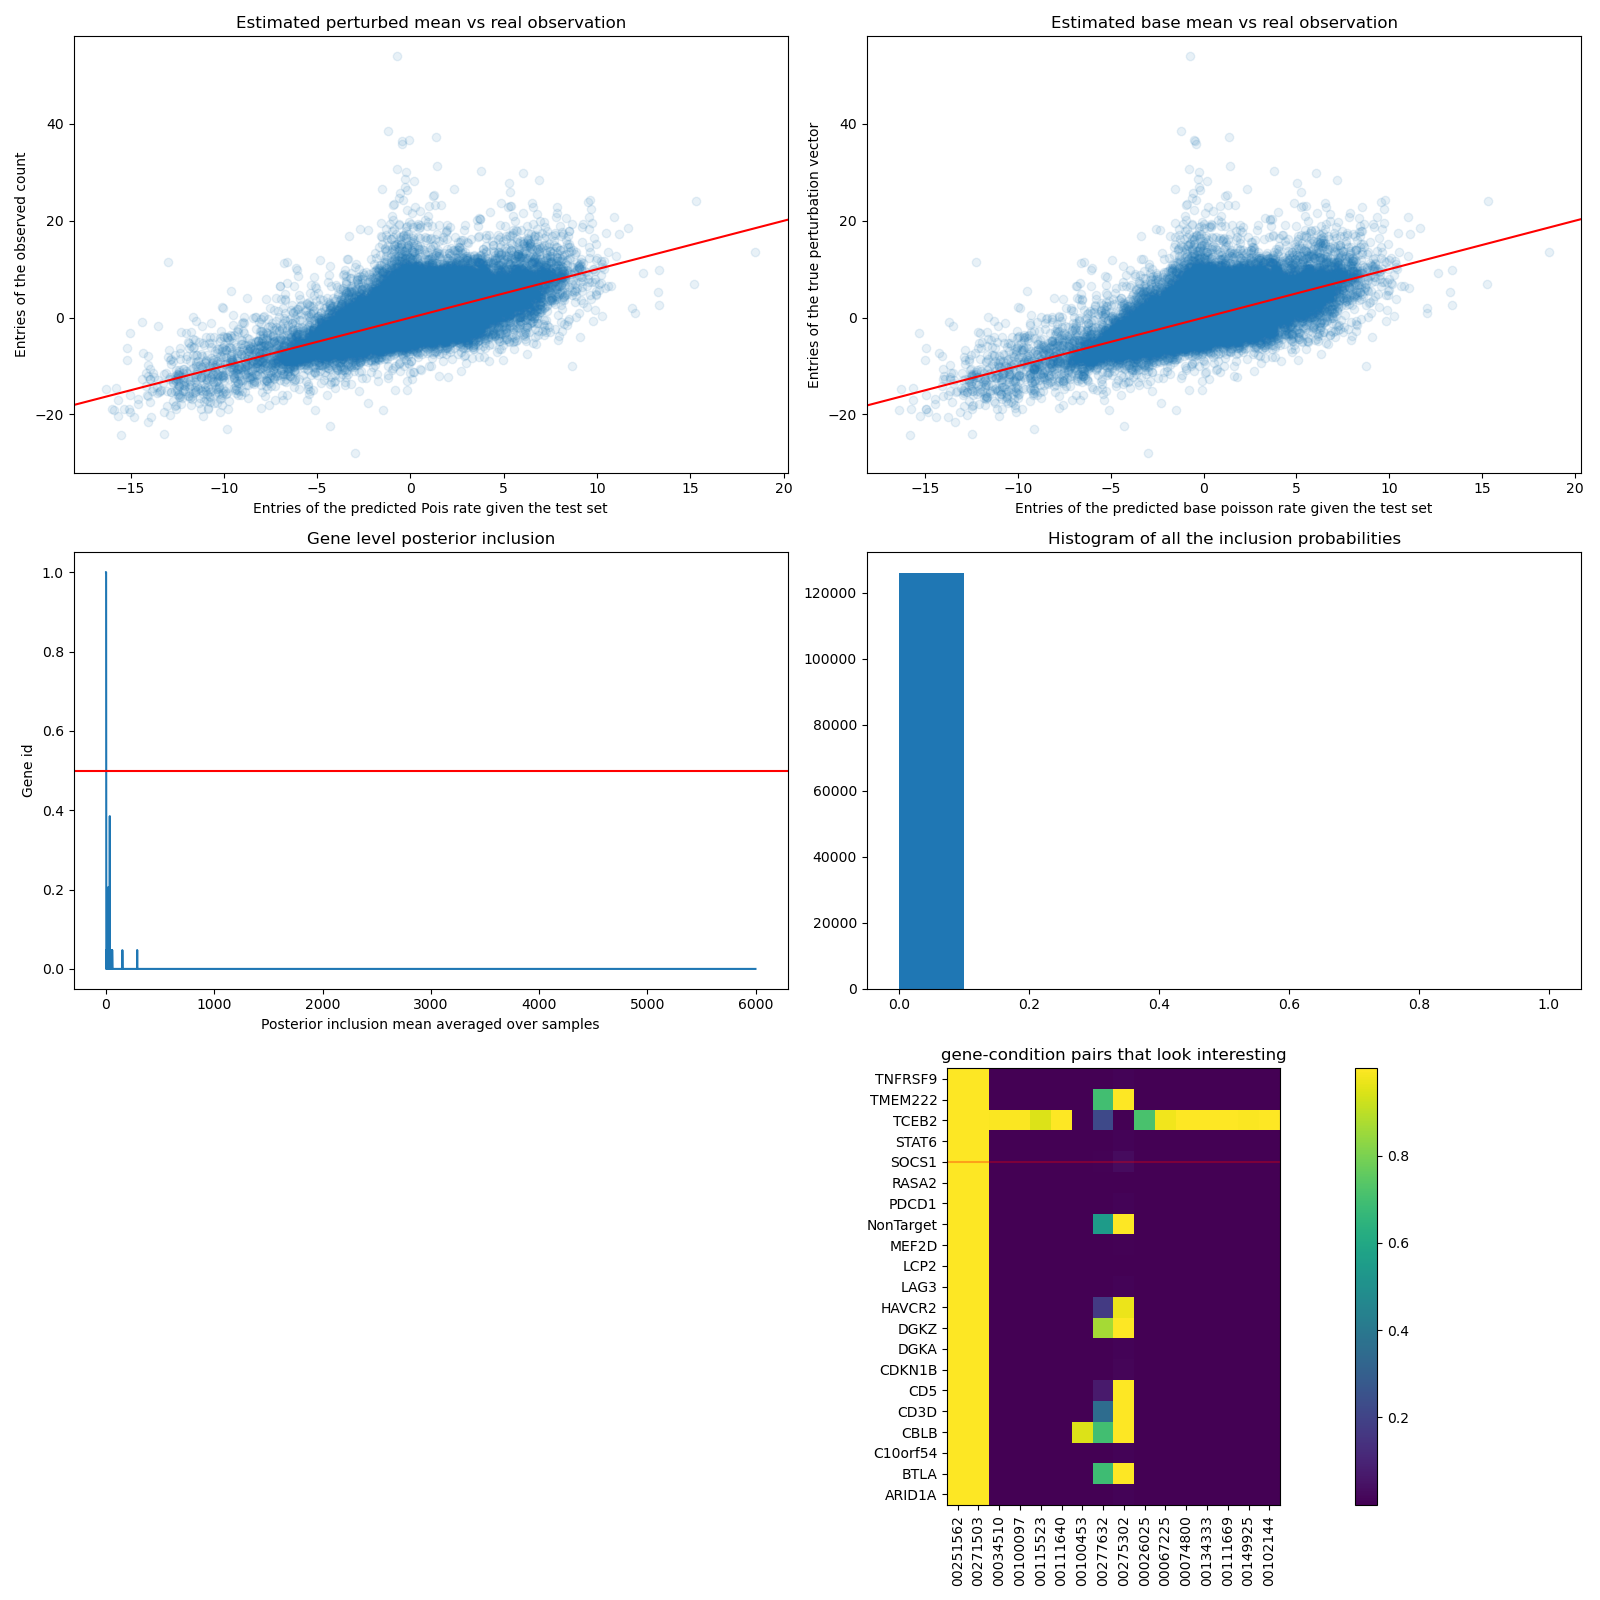 Estimated perturbed mean vs real observation
Entries of the observed count
40
20
0
−20
−15
−10
−5
0
5
10
15
20
Entries of the predicted Pois rate given the test set
Estimated base mean vs real observation
Entries of the true perturbation vector
40
20
0
−20
−15
−10
−5
0
5
10
15
20
Entries of the predicted base poisson rate given the test set
Gene level posterior inclusion
Gene id
1.0
0.8
0.6
0.4
0.2
0.0
0
1000
2000
3000
4000
5000
6000
Posterior inclusion mean averaged over samples
Histogram of all the inclusion probabilities
120000
100000
80000
60000
40000
20000
0
0.0
0.2
0.4
0.6
0.8
1.0
gene-condition pairs that look interesting
TNFRSF9
TMEM222
TCEB2
STAT6
SOCS1
RASA2
PDCD1
NonTarget
MEF2D
LCP2
LAG3
HAVCR2
DGKZ
DGKA
CDKN1B
CD5
CD3D
CBLB
C10orf54
BTLA
ARID1A
00251562
00271503
00034510
00100097
00115523
00111640
00100453
00277632
00275302
00026025
00067225
00074800
00134333
00111669
00149925
00102144
0.8
0.6
0.4
0.2